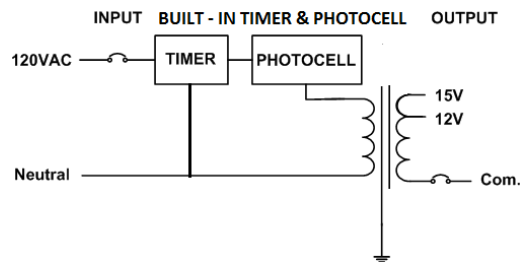 INPUT BUILT - IN TIMER & PHOTOCELL OUTPUT
120VAC TIMER PHOTOCELL
15V
12V
Neutral Com.